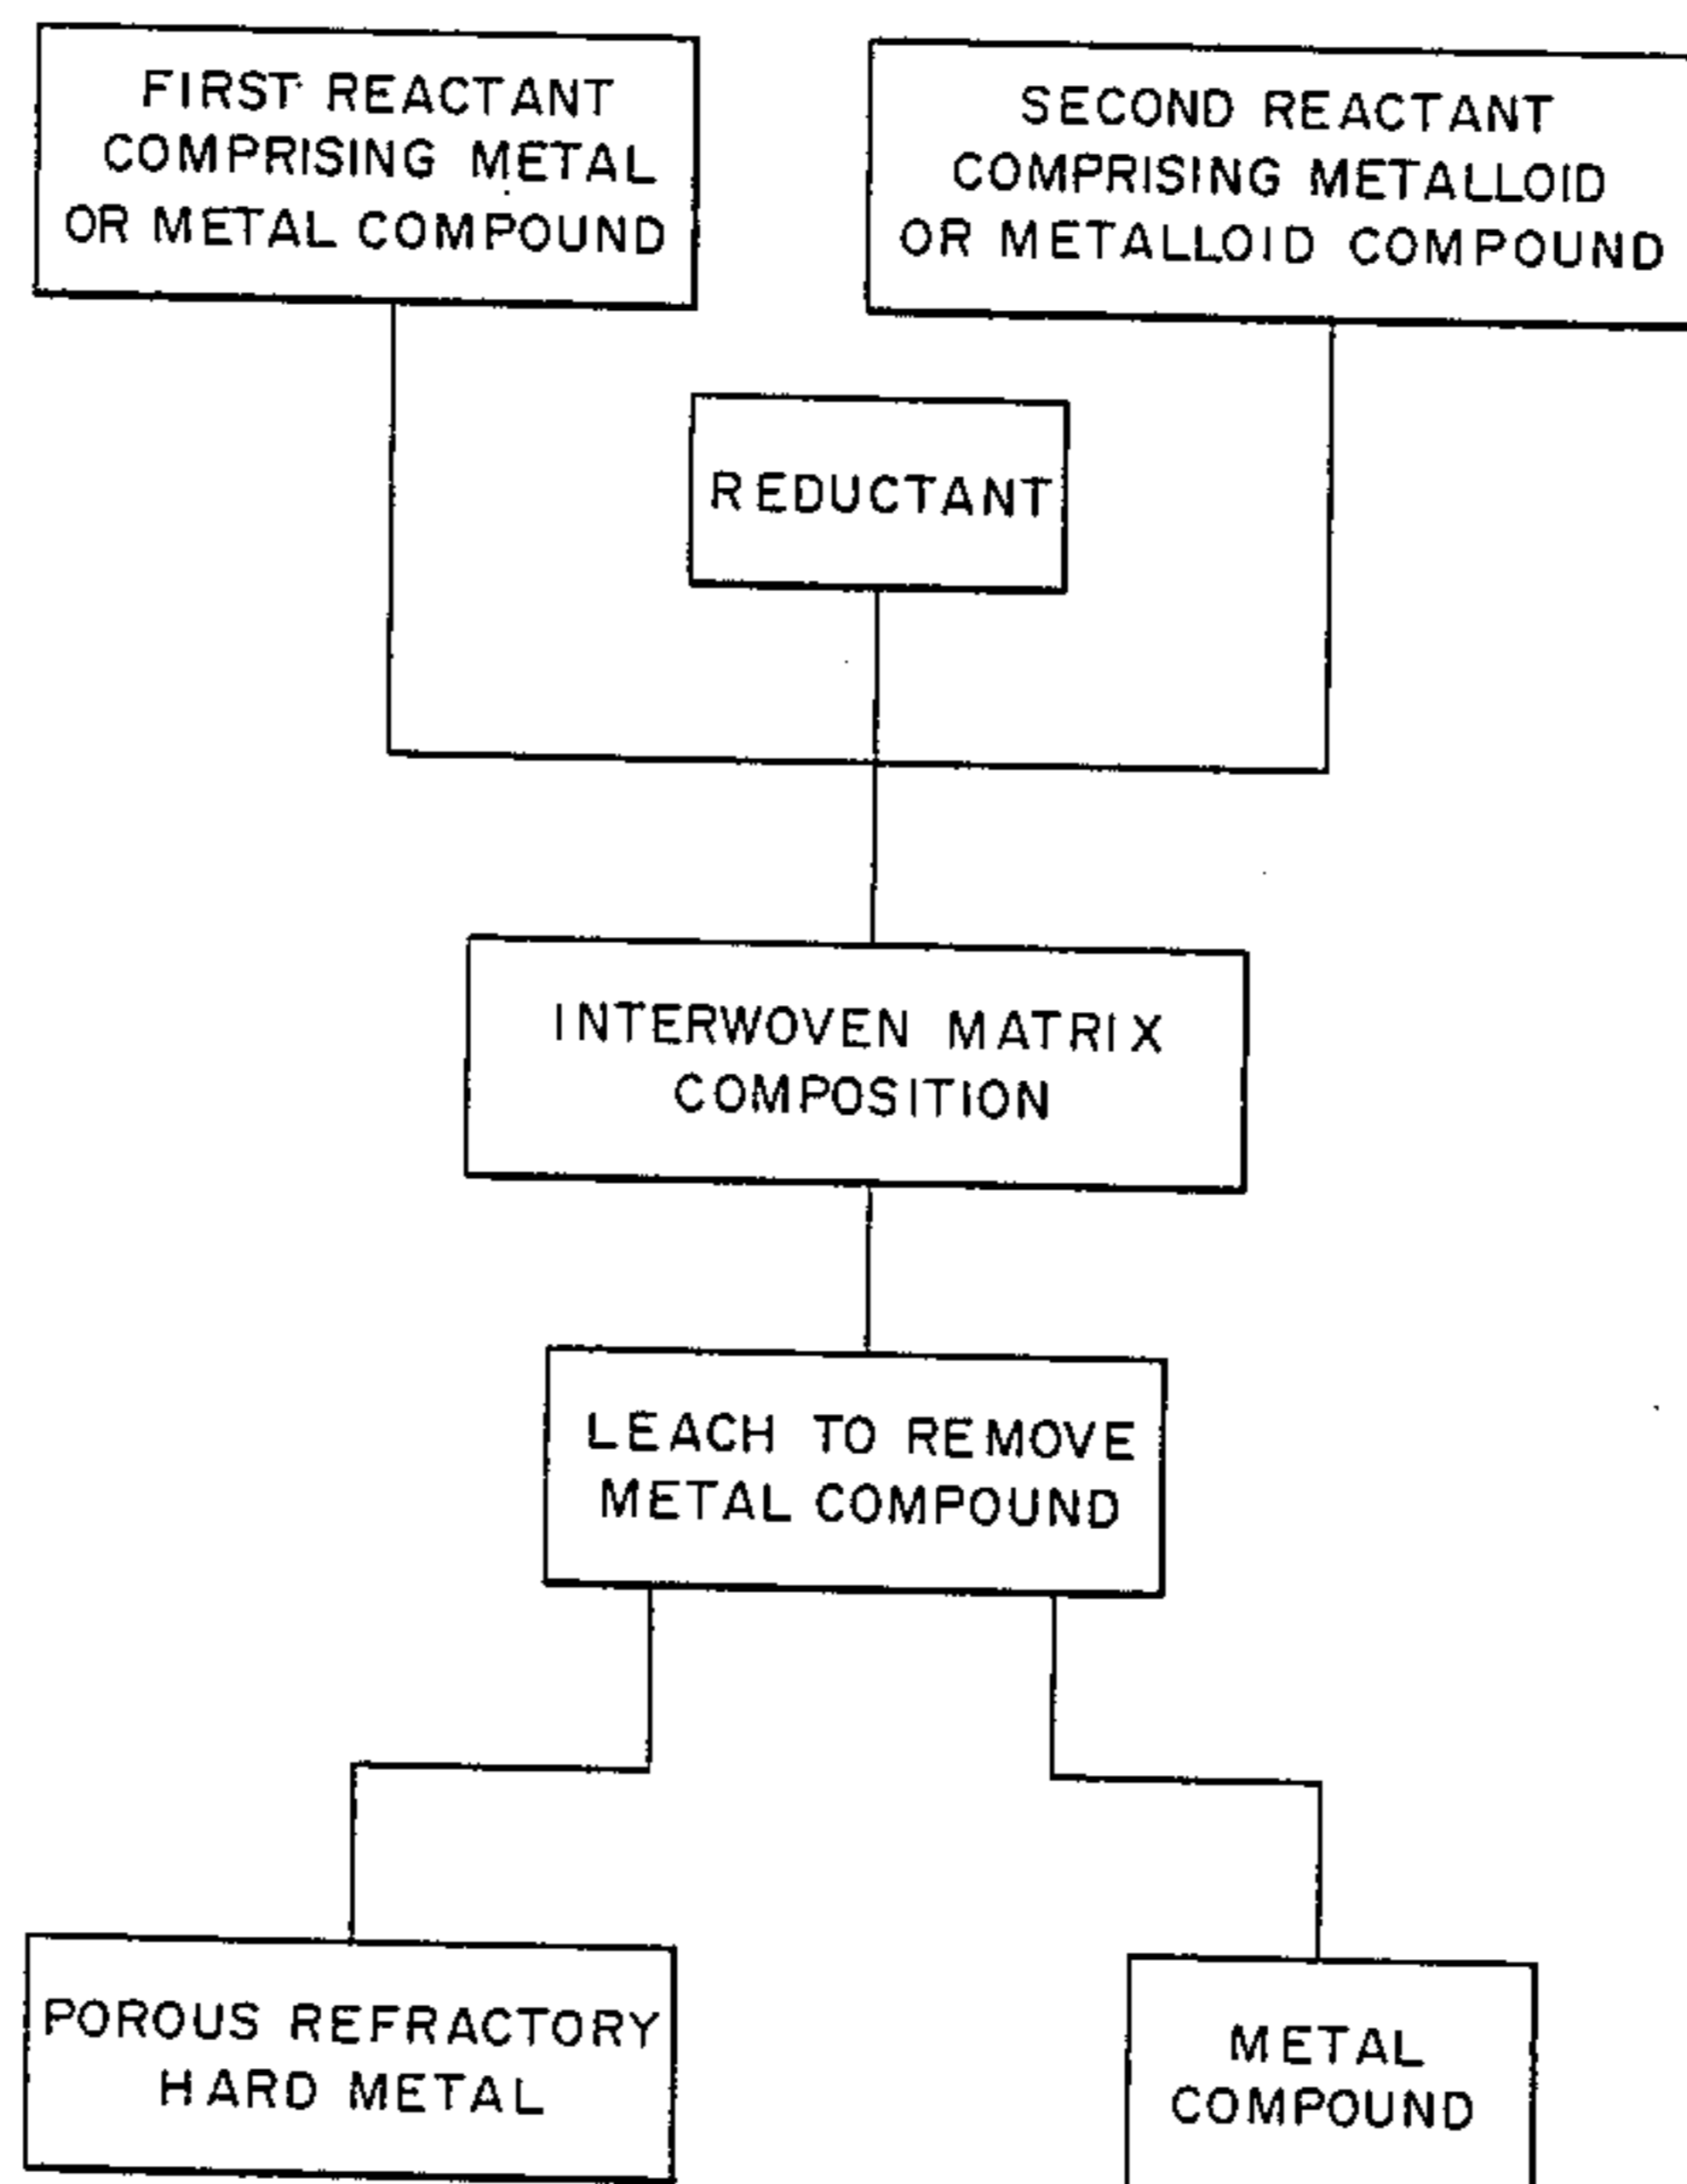 FIRST REACTANT
COMPRISING METAL
OR METAL COMPOUND
SECOND REACTANT
COMPRISING METALLOID
OR METALLOID COMPOUND
REDUCTANT
INTERWOVEN MATRIX
COMPOSITION
LEACH TO REMOVE
METAL COMPOUND
POROUS REFRACTORY
HARD METAL
METAL
COMPOUND